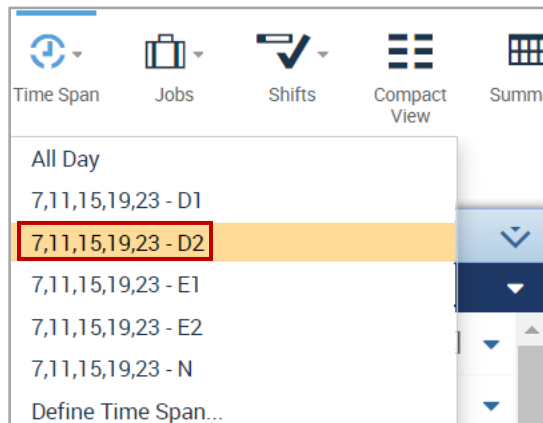 Time Span
Jobs
Shifts
Compact
View
Summ
All Day
7,11,15,19,23 - D1
7,11,15,19,23 - D2
7,11,15,19,23 - E1
7,11,15,19,23 - E2
7,11,15,19,23 - N
Define Time Span...